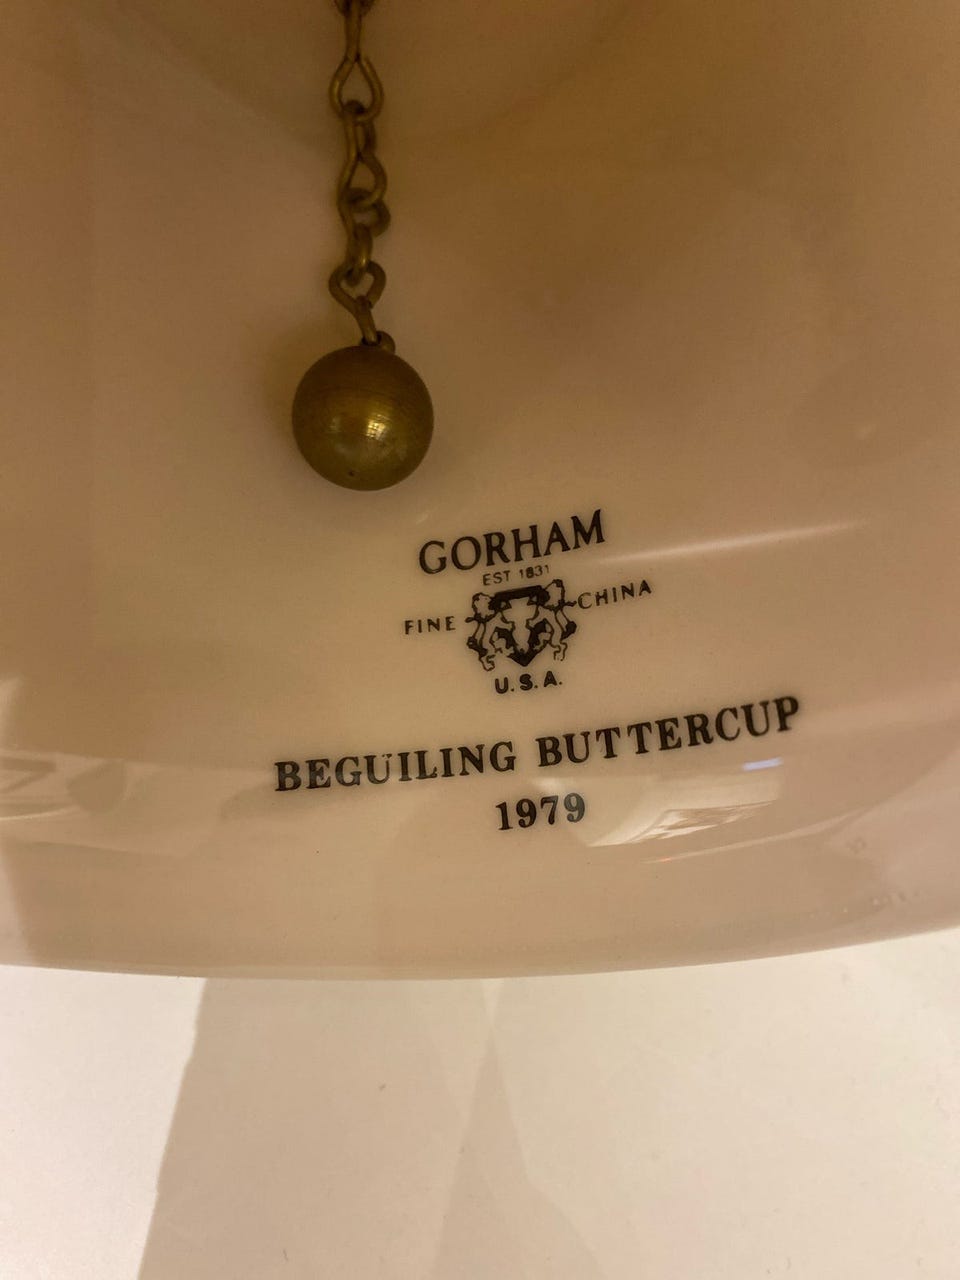 GORHAM
EST 1831
FINE CHINA
U.S.A.
BEGUILING BUTTERCUP
1979